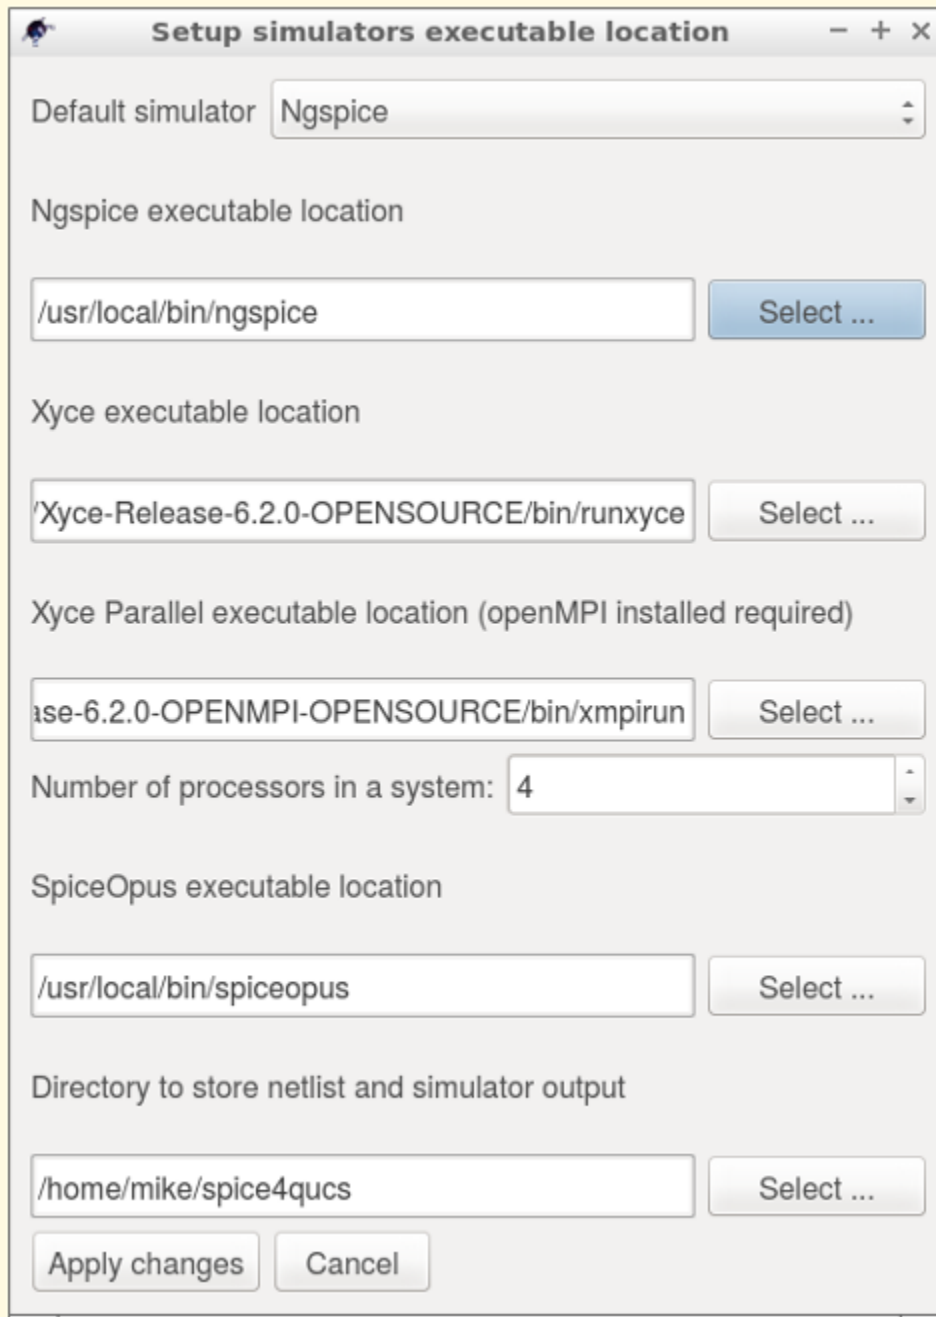 Setup simulators executable location
Default simulator Ngspice
Ngspice executable location
/usr/local/bin/ngspice Select ...
Xyce executable location
/Xyce-Release-6.2.0-OPENSOURCE/bin/runxyce Select ...
Xyce Parallel executable location (openMPI installed required)
ase-6.2.0-OPENMPI-OPENSOURCE/bin/xmpirun Select ...
Number of processors in a system: 4
SpiceOpus executable location
/usr/local/bin/spiceopus Select ...
Directory to store netlist and simulator output
/home/mike/spice4qucs Select ...
Apply changes Cancel